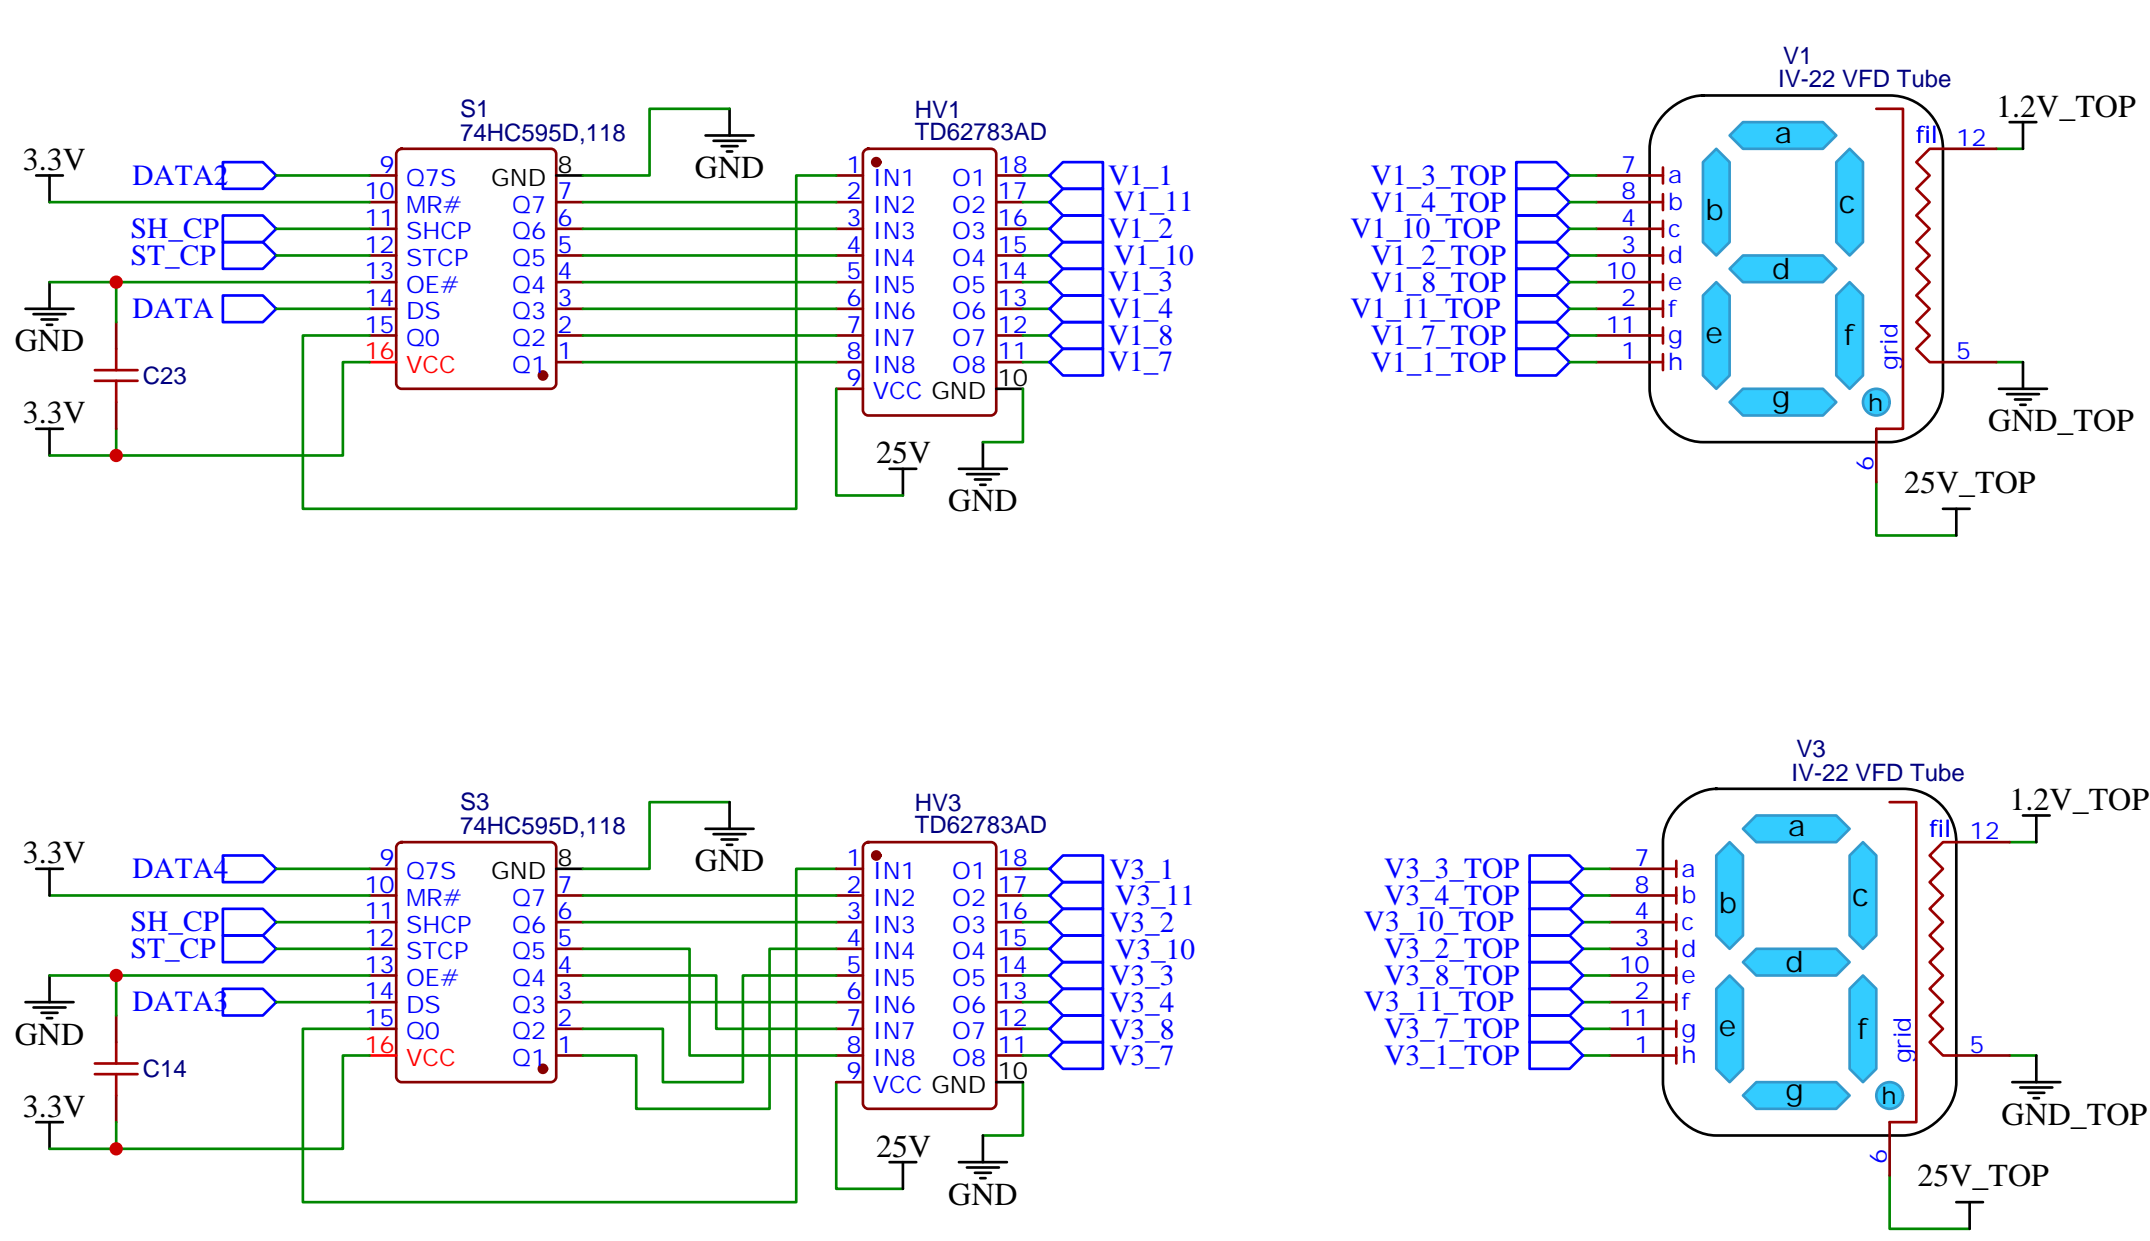 V1
IV-22 VFD Tube
S1
74HC595D,118
HV1
TD62783AD
1.2V_TOP
3.3V
DATA2
SH_CP
ST_CP
DATA
GND
C23
3.3V
9 Q7S
10 MR#
11 SHCP
12 STCP
13 OE#
14 DS
15 Q0
16 VCC
GND 8
Q7 7
Q6 6
Q5 5
Q4 4
Q3 3
Q2 2
Q1 1
GND
1 IN1 O1 18 V1_1
2 IN2 O2 17 V1_11
3 IN3 O3 16 V1_2
4 IN4 O4 15 V1_10
5 IN5 O5 14 V1_3
6 IN6 O6 13 V1_4
7 IN7 O7 12 V1_8
8 IN8 O8 11 V1_7
9 VCC GND 10
25V
GND
V1_3_TOP 7 a
V1_4_TOP 8 b
V1_10_TOP 4 c
V1_2_TOP 3 d
V1_8_TOP 10 e
V1_11_TOP 2 f
V1_7_TOP 11 g
V1_1_TOP 1 h
a
b
c
d
e
f
g
h
grid
fil 12
5
6
GND_TOP
25V_TOP
V3
IV-22 VFD Tube
S3
74HC595D,118
HV3
TD62783AD
1.2V_TOP
3.3V
DATA4
SH_CP
ST_CP
DATA3
GND
C14
3.3V
9 Q7S
10 MR#
11 SHCP
12 STCP
13 OE#
14 DS
15 Q0
16 VCC
GND 8
Q7 7
Q6 6
Q5 5
Q4 4
Q3 3
Q2 2
Q1 1
GND
1 IN1 O1 18 V3_1
2 IN2 O2 17 V3_11
3 IN3 O3 16 V3_2
4 IN4 O4 15 V3_10
5 IN5 O5 14 V3_3
6 IN6 O6 13 V3_4
7 IN7 O7 12 V3_8
8 IN8 O8 11 V3_7
9 VCC GND 10
25V
GND
V3_3_TOP 7 a
V3_4_TOP 8 b
V3_10_TOP 4 c
V3_2_TOP 3 d
V3_8_TOP 10 e
V3_11_TOP 2 f
V3_7_TOP 11 g
V3_1_TOP 1 h
a
b
c
d
e
f
g
h
grid
fil 12
5
6
GND_TOP
25V_TOP